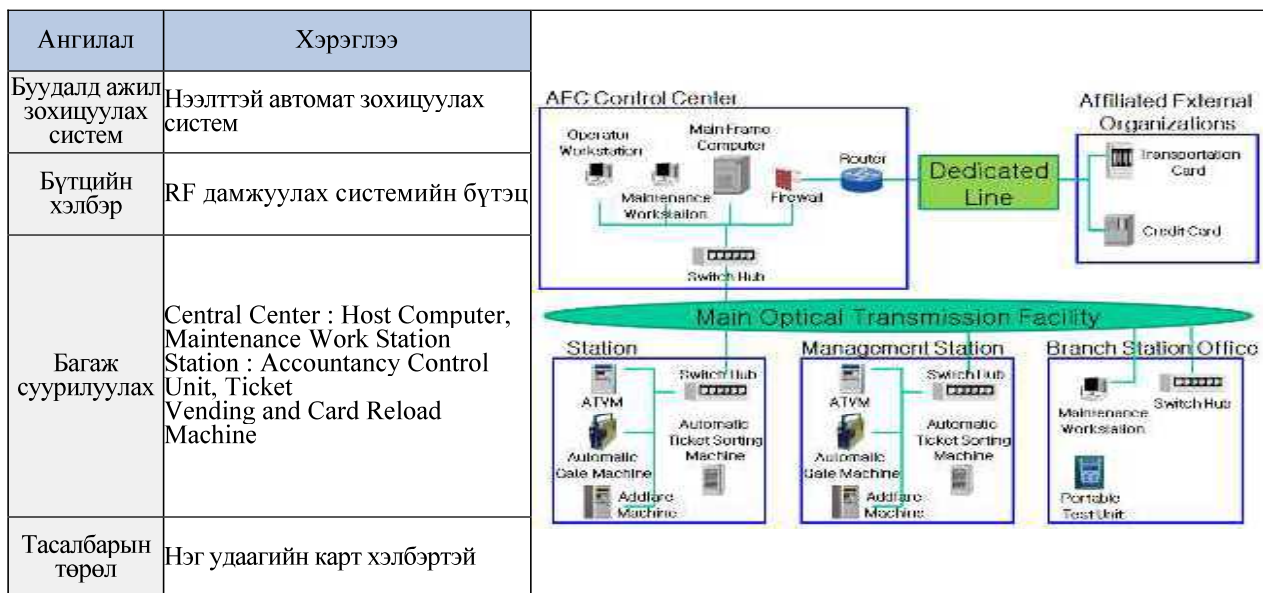 Ангилал
Хэрэглээ
Буудалд ажил
зохицуулах
систем
Нээлттэй автомат зохицуулах
систем
Бүтцийн
хэлбэр
RF дамжуулах системийн бүтэц
Багаж
суурилуулах
Central Center : Host Computer,
Maintenance Work Station
Station : Accountancy Control
Unit, Ticket
Vending and Card Reload
Machine
Тасалбарын
төрөл
Нэг удаагийн карт хэлбэртэй
AFC Control Center
Operator
Workstation
Main Frame
Computer
Maintenance
Workstation
Firewall
Router
Switch Hub
Dedicated
Line
Affiliated External
Organizations
Transportation
Card
Credit Card
Main Optical Transmission Facility
Station
ATVM
Switch Hub
Automatic
Gate Machine
Automatic
Ticket Sorting
Machine
Addfare
Machine
Management Station
ATVM
Switch Hub
Automatic
Gate Machine
Automatic
Ticket Sorting
Machine
Addfare
Machine
Branch Station Office
Maintenance
Workstation
Switch Hub
Portable
Test Unit